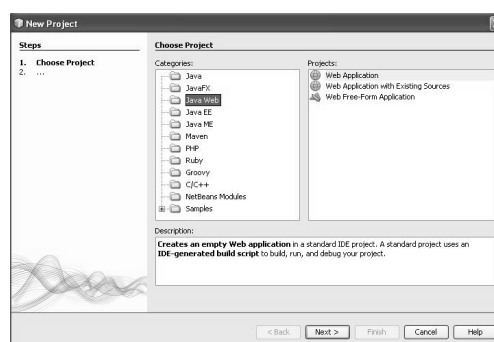 New Project
Steps
1. Choose Project
2. ...
Choose Project
Categories:
Java
JavaFX
Java Web
Java EE
Java ME
Maven
PHP
Ruby
Groovy
C/C++
NetBeans Modules
Samples
Projects:
Web Application
Web Application with Existing Sources
Web Free-Form Application
Description:
Creates an empty Web application in a standard IDE project. A standard project uses an
IDE-generated build script to build, run, and debug your project.
< Back
Next >
Finish
Cancel
Help